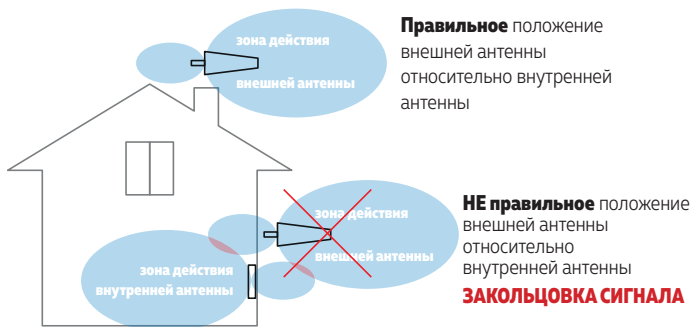 зона действия
внешней антенны
Правильное положение
внешней антенны
относительно внутренней
антенны
зона действия
внешней антенны
НЕ правильное положение
внешней антенны
относительно
внутренней антенны
ЗАКОЛЬЦОВКА СИГНАЛА
зона действия
внутренней антенны